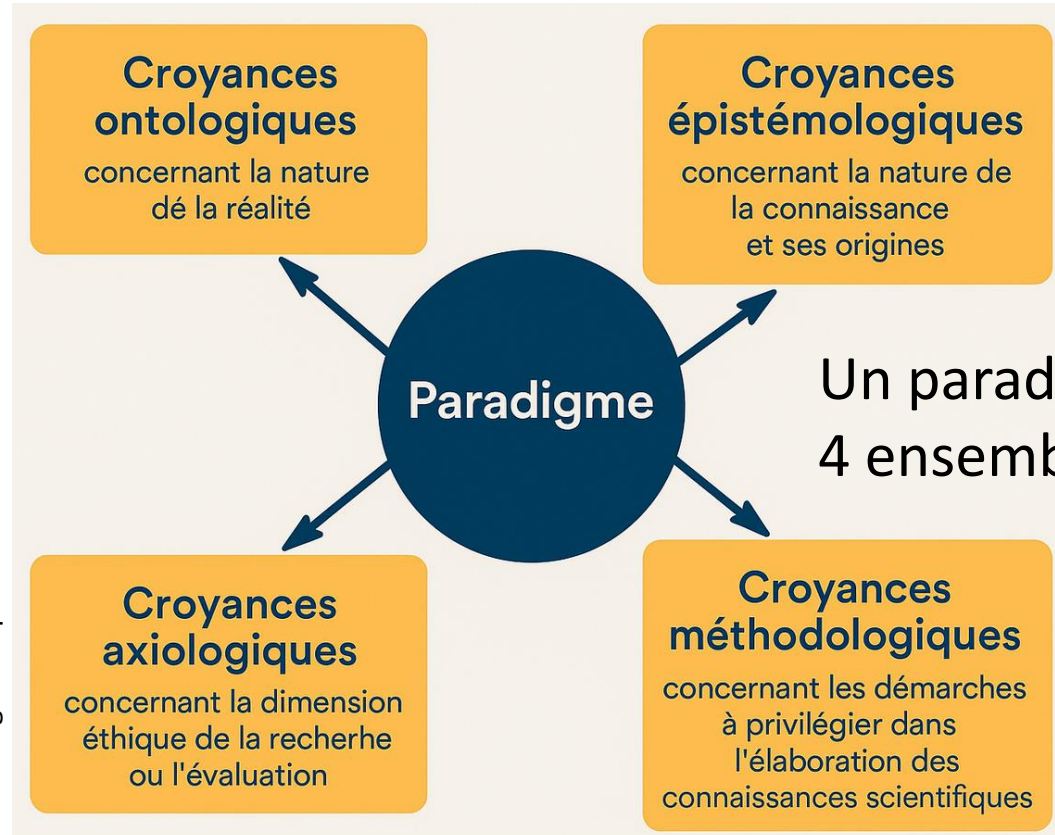 Croyances
ontologiques
concernant la nature
dé la réalité
Croyances
épistémologiques
concernant la nature de
la connaissance
et ses origines
Paradigme
Un parad
4 ensemb
Croyances
axiologiques
concernant la dimension
éthique de la recherhe
ou l'évaluation
Croyances
méthodologiques
concernant les démarches
à privilégier dans
l'élaboration des
connaissances scientifiques